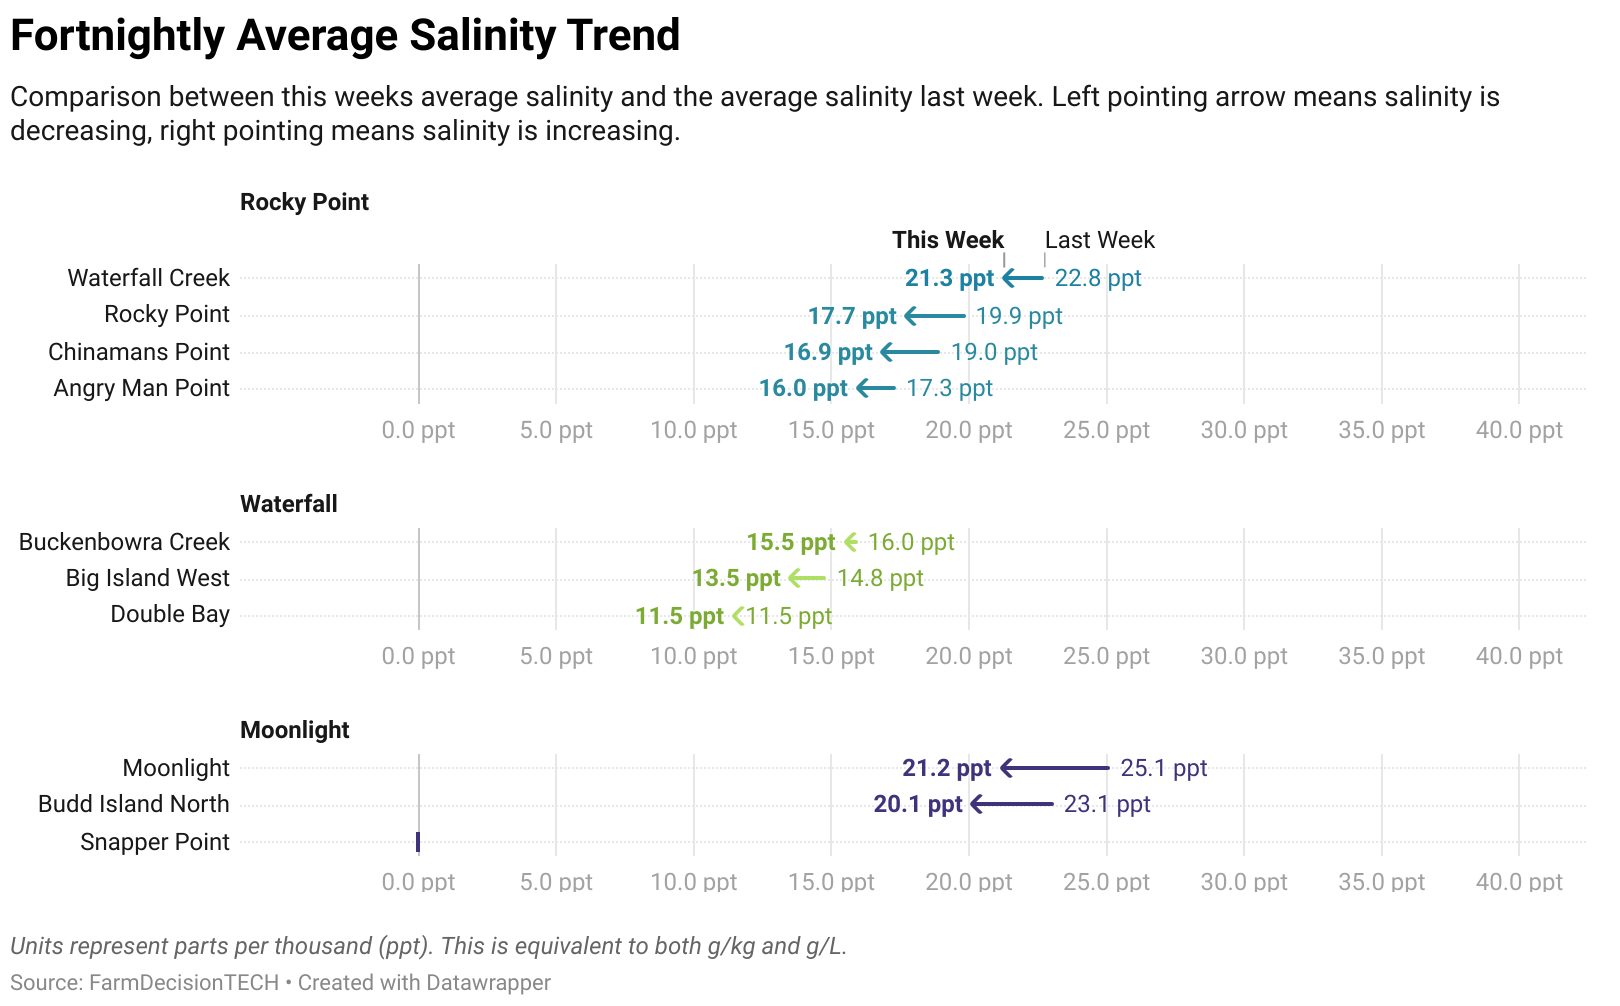 Fortnightly Average Salinity Trend
Comparison between this weeks average salinity and the average salinity last week. Left pointing arrow means salinity is
decreasing, right pointing means salinity is increasing.
Rocky Point
This Week Last Week
Waterfall Creek 21.3 ppt 22.8 ppt
Rocky Point 17.7 ppt 19.9 ppt
Chinamans Point 16.9 ppt 19.0 ppt
Angry Man Point 16.0 ppt 17.3 ppt
0.0 ppt 5.0 ppt 10.0 ppt 15.0 ppt 20.0 ppt 25.0 ppt 30.0 ppt 35.0 ppt 40.0 ppt
Waterfall
Buckenbowra Creek 15.5 ppt 16.0 ppt
Big Island West 13.5 ppt 14.8 ppt
Double Bay 11.5 ppt 11.5 ppt
0.0 ppt 5.0 ppt 10.0 ppt 15.0 ppt 20.0 ppt 25.0 ppt 30.0 ppt 35.0 ppt 40.0 ppt
Moonlight
Moonlight 21.2 ppt 25.1 ppt
Budd Island North 20.1 ppt 23.1 ppt
Snapper Point
0.0 ppt 5.0 ppt 10.0 ppt 15.0 ppt 20.0 ppt 25.0 ppt 30.0 ppt 35.0 ppt 40.0 ppt
Units represent parts per thousand (ppt). This is equivalent to both g/kg and g/L.
Source: FarmDecisionTECH • Created with Datawrapper